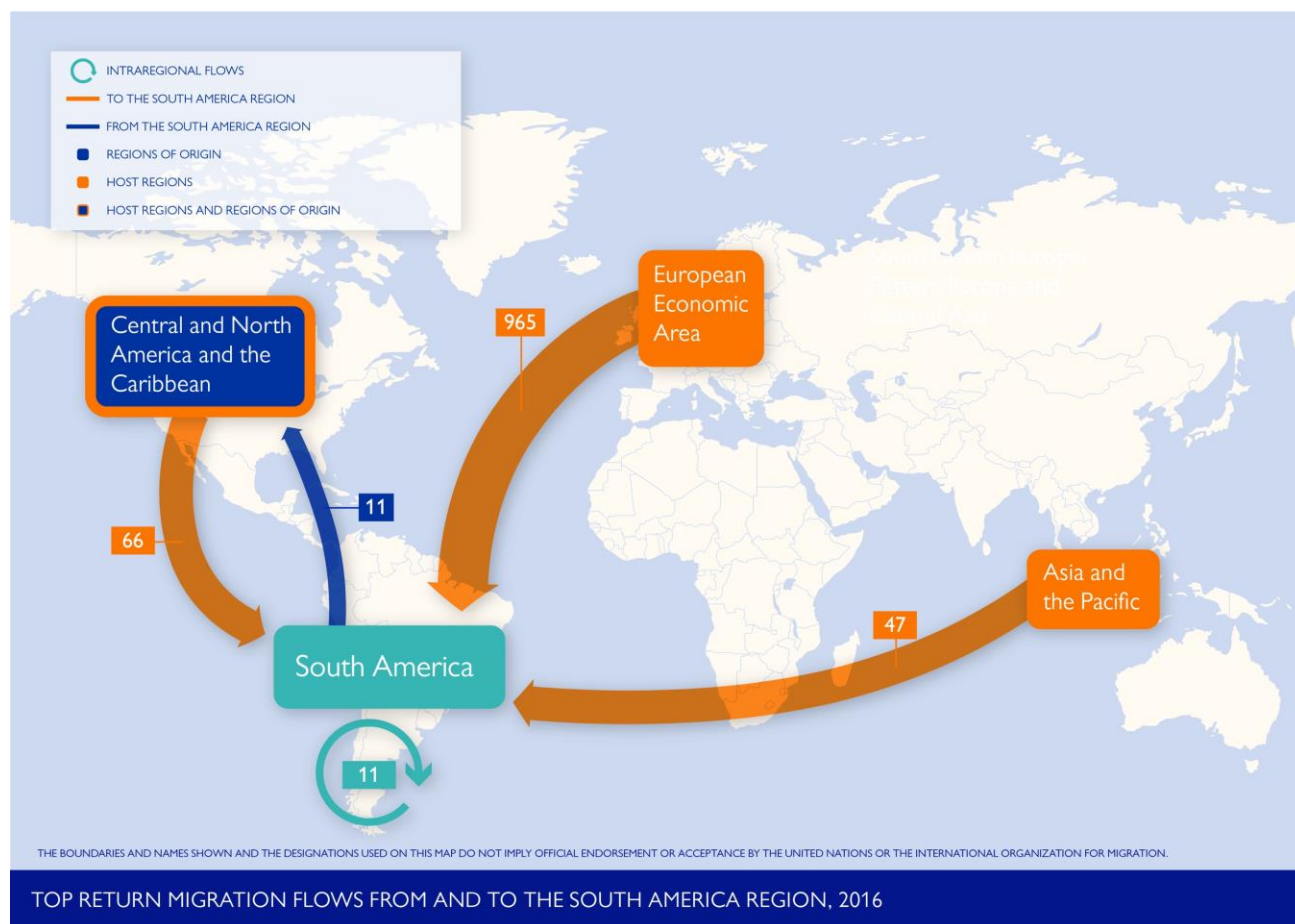 INTRAREGIONAL FLOWS
TO THE SOUTH AMERICA REGION
FROM THE SOUTH AMERICA REGION
REGIONS OF ORIGIN
HOST REGIONS
HOST REGIONS AND REGIONS OF ORIGIN
European
Economic
Area
Central and North
America and the
Caribbean
965
11
66
Asia and
the Pacific
47
South America
11
THE BOUNDARIES AND NAMES SHOWN AND THE DESIGNATIONS USED ON THIS MAP DO NOT IMPLY OFFICIAL ENDORSEMENT OR ACCEPTANCE BY THE UNITED NATIONS OR THE INTERNATIONAL ORGANIZATION FOR MIGRATION.
TOP RETURN MIGRATION FLOWS FROM AND TO THE SOUTH AMERICA REGION, 2016